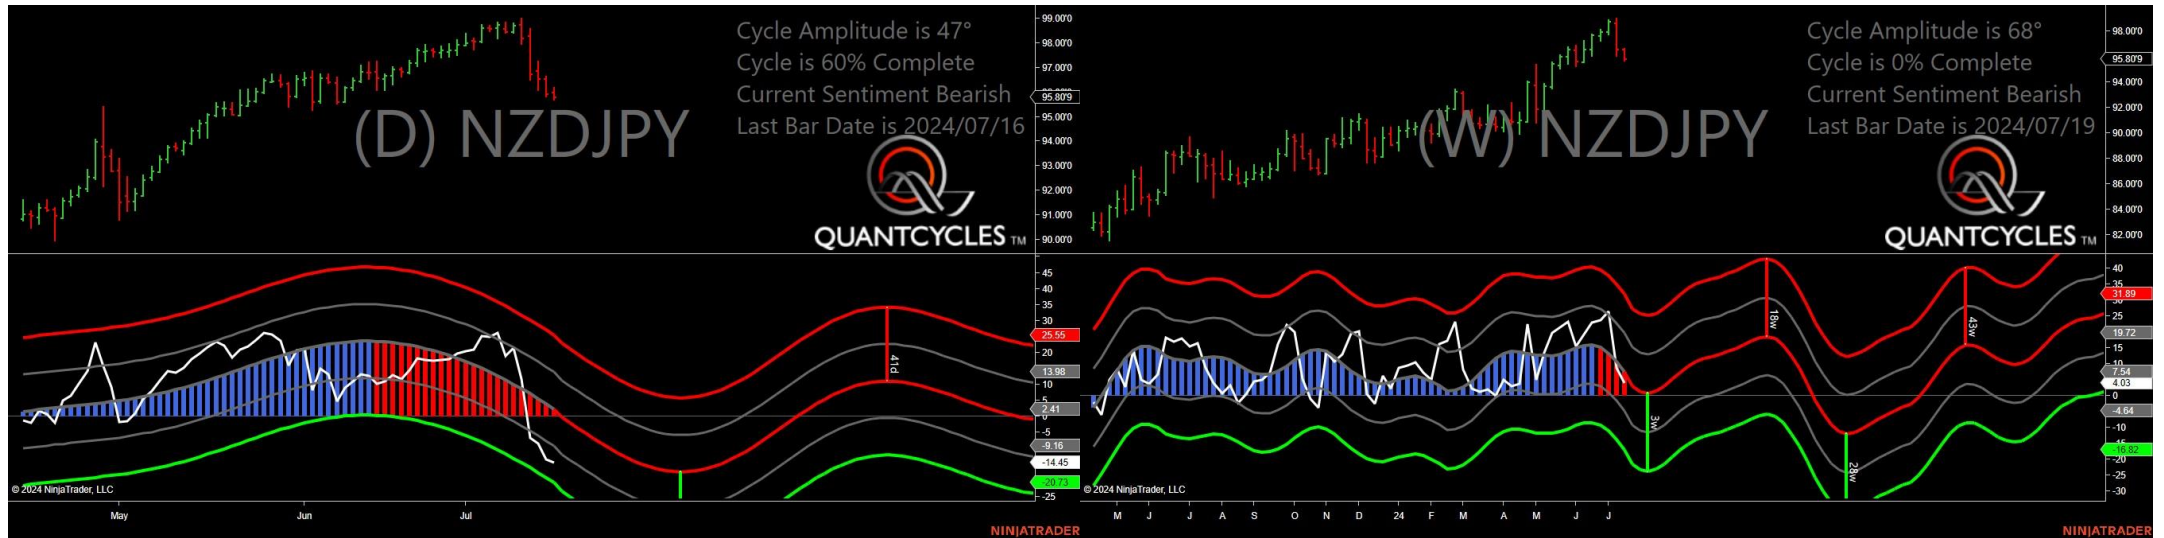 Cycle Amplitude is 47°
Cycle is 60% Complete
Current Sentiment Bearish
Last Bar Date is 2024/07/16
(D) NZDJPY
QUANTCYCLES TM
99.00'0
98.00'0
97.00'0
95.80'9
95.00'0
94.00'0
93.00'0
92.00'0
91.00'0
90.00'0
45
40
35
30
25.55
20
13.98
10
5
2.41
-5
-9.16
-14.45
-20.73
-25
41d
© 2024 NinjaTrader, LLC
May
Jun
Jul
NINJATRADER
Cycle Amplitude is 68°
Cycle is 0% Complete
Current Sentiment Bearish
Last Bar Date is 2024/07/19
(W) NZDJPY
QUANTCYCLES TM
98.00'0
95.80'9
94.00'0
92.00'0
90.00'0
88.00'0
86.00'0
84.00'0
82.00'0
40
35
31.89
25
19.72
15
10
7.54
4.03
0
-4.64
-10
-16.82
-20
-25
-30
3w
18w
28w
43w
© 2024 NinjaTrader, LLC
M J J A S O N D 24 F M A M J J
NINJATRADER